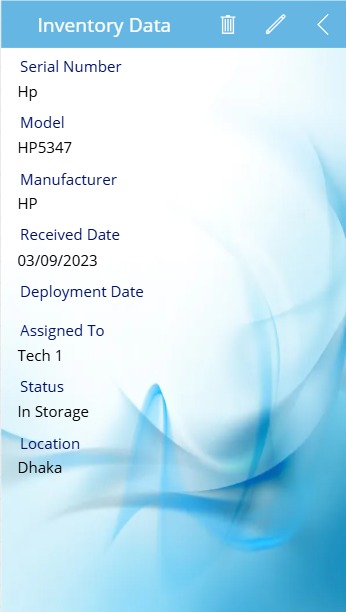 Inventory Data
Serial Number
Hp
Model
HP5347
Manufacturer
HP
Received Date
03/09/2023
Deployment Date
Assigned To
Tech 1
Status
In Storage
Location
Dhaka